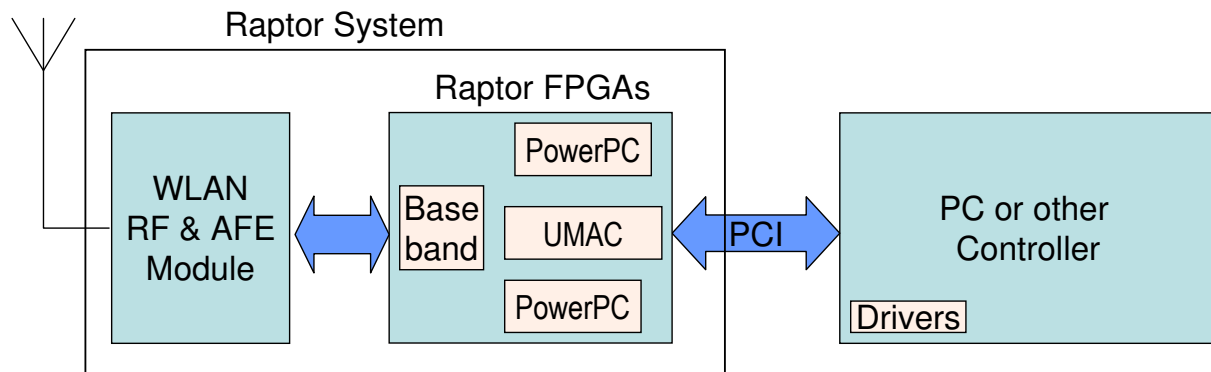 Raptor System
Raptor FPGAs
WLAN
RF & AFE
Module
Base
band
PowerPC
UMAC
PowerPC
PCI
PC or other
Controller
Drivers